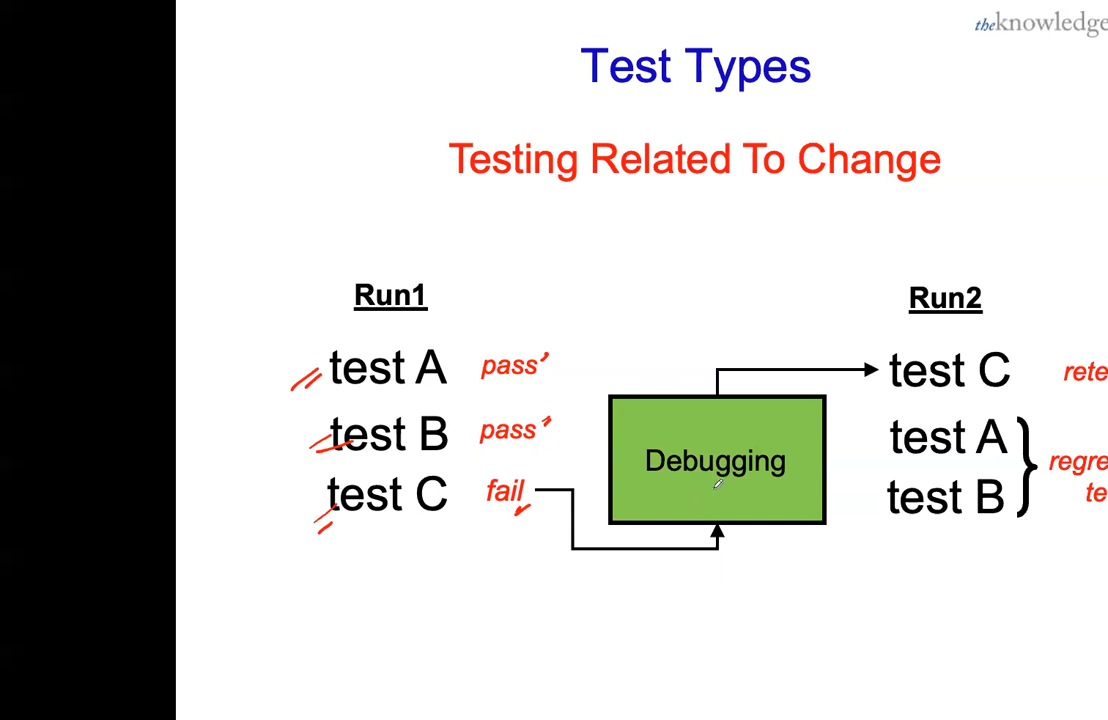 theknowledge
Test Types
Testing Related To Change
Run1
test A pass
test B pass
test C fail
Debugging
Run2
test C rete
test A
test B
regre
te